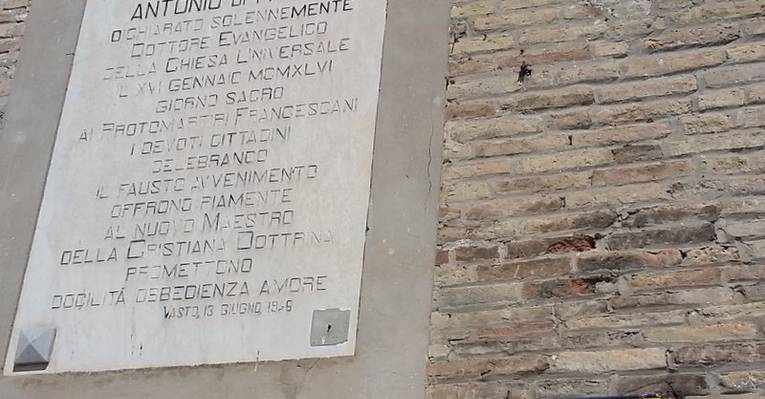 ANTONIO DI
DICHIARATO SOLENNEMENTE
DOTTORE EVANGELICO
DELLA CHIESA UNIVERSALE
IL XVI GENNAIO MCMXLVI
GIORNO SACRO
AI PROTOMARTIRI FRANCESCANI
I DEVOTI CITTADINI
CELEBRANDO
IL FAUSTO AVVENIMENTO
OFFRONO PIAMENTE
AL NUOVO MAESTRO
DELLA CRISTIANA DOTTRINA
PROMETTONO
DOCILITÀ OBBEDIENZA AMORE
VASTO, 13 GIUGNO, 1946